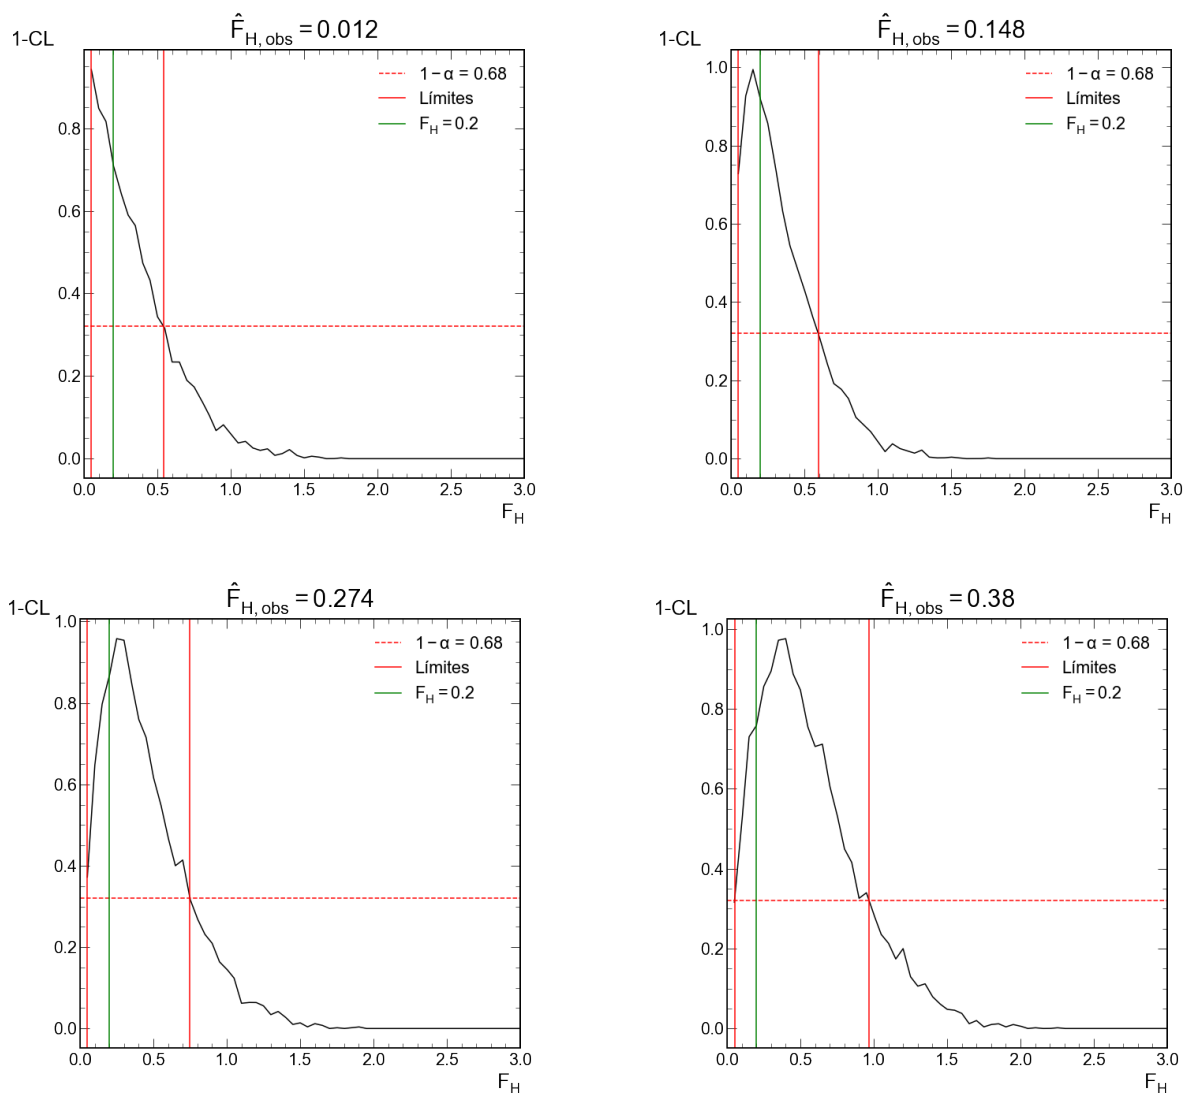 F̂H, obs = 0.012
1-CL
1 − α = 0.68
Límites
FH = 0.2
0.8
0.6
0.4
0.2
0.0
0.0 0.5 1.0 1.5 2.0 2.5 3.0
FH
F̂H, obs = 0.148
1-CL
1 − α = 0.68
Límites
FH = 0.2
1.0
0.8
0.6
0.4
0.2
0.0
0.0 0.5 1.0 1.5 2.0 2.5 3.0
FH
F̂H, obs = 0.274
1-CL
1 − α = 0.68
Límites
FH = 0.2
1.0
0.8
0.6
0.4
0.2
0.0
0.0 0.5 1.0 1.5 2.0 2.5 3.0
FH
F̂H, obs = 0.38
1-CL
1 − α = 0.68
Límites
FH = 0.2
1.0
0.8
0.6
0.4
0.2
0.0
0.0 0.5 1.0 1.5 2.0 2.5 3.0
FH